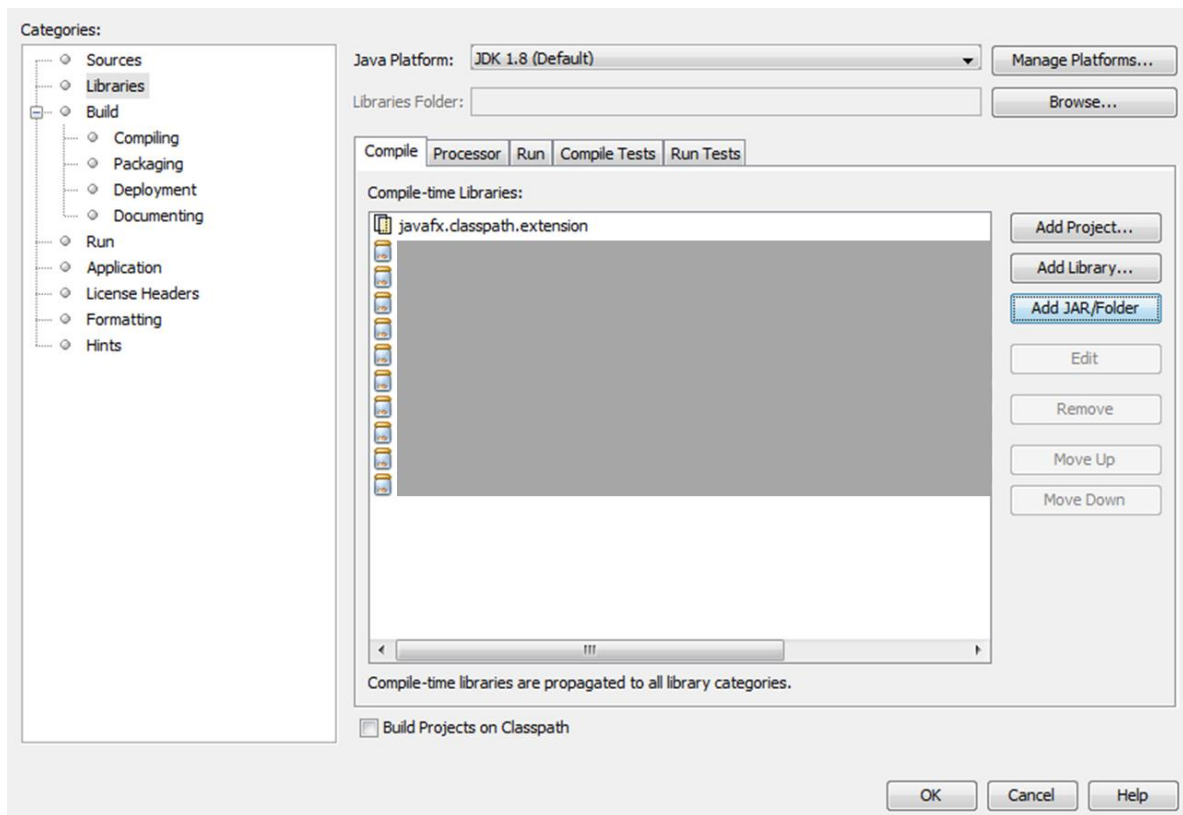 Categories:
Sources
Libraries
Build
Compiling
Packaging
Deployment
Documenting
Run
Application
License Headers
Formatting
Hints
Java Platform: JDK 1.8 (Default) Manage Platforms...
Libraries Folder: Browse...
Compile Processor Run Compile Tests Run Tests
Compile-time Libraries:
javafx.classpath.extension
Add Project...
Add Library...
Add JAR/Folder
Edit
Remove
Move Up
Move Down
Compile-time libraries are propagated to all library categories.
Build Projects on Classpath
OK Cancel Help